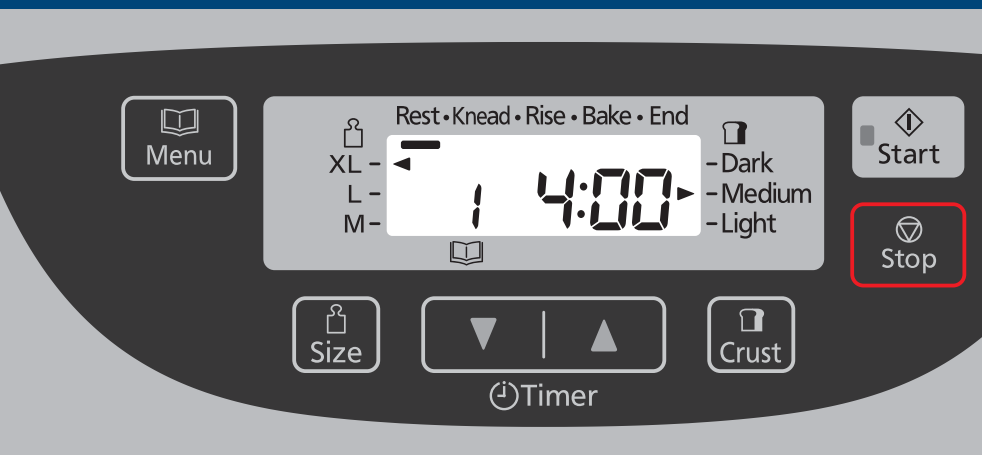 Rest • Knead • Rise • Bake • End
Menu
XL -
L -
M -
1 4:00
- Dark
- Medium
- Light
Start
Stop
Size
Crust
Timer